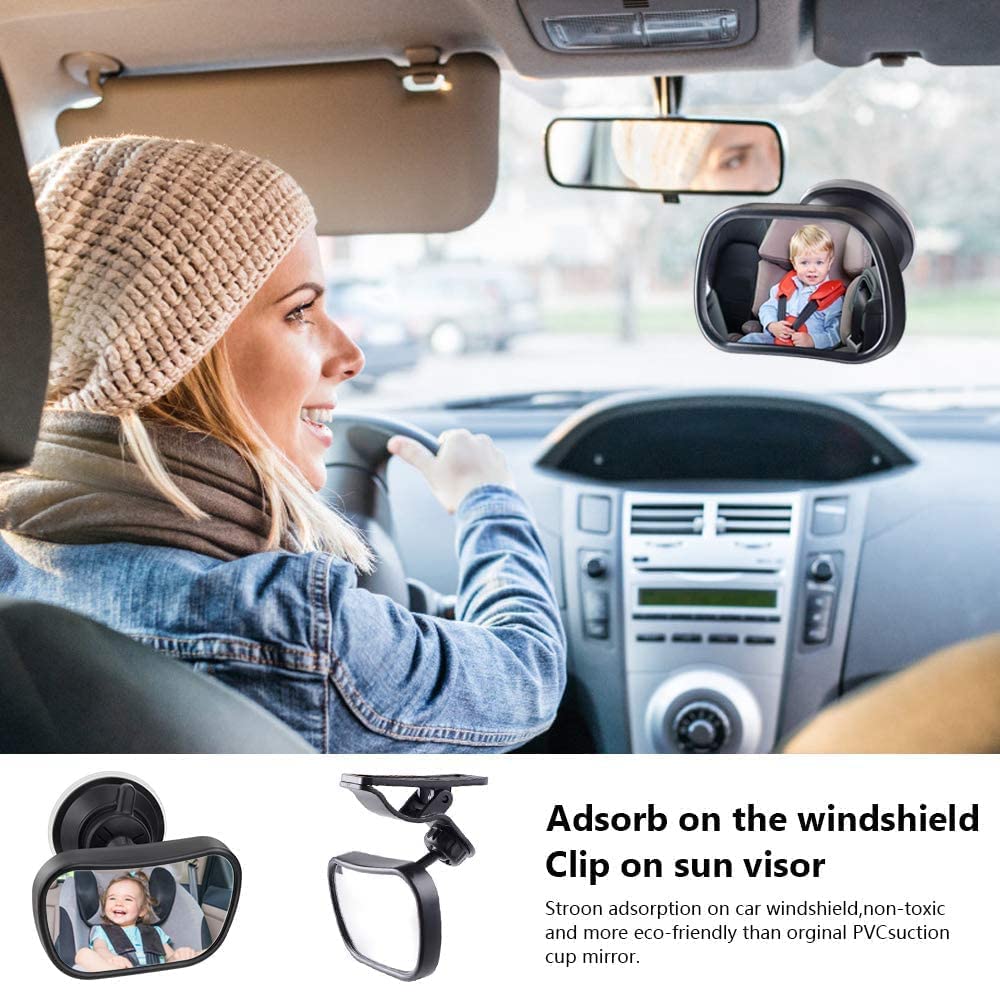 Adsorb on the windshield
Clip on sun visor
Stroon adsorption on car windshield,non-toxic
and more eco-friendly than orginal PVCsuction
cup mirror.